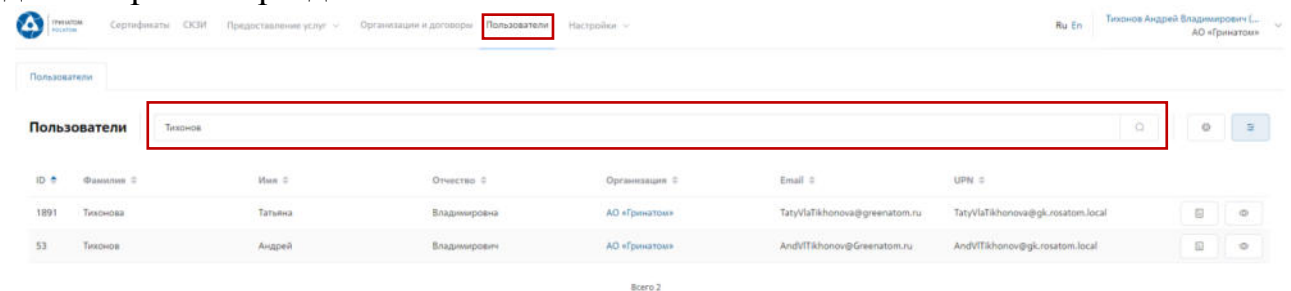 ГРИНАТОМ
РОСАТОМ
Сертификаты СКЗИ Предоставление услуг Организации и договоры Пользователи Настройки Ru En Тихонов Андрей Владимирович (...
АО «Гринатом»
Пользователи
Пользователи Тихонов
ID Фамилия Имя Отчество Организация Email UPN
1891 Тихонова Татьяна Владимировна АО «Гринатом» TatyVlaTikhonova@greenatom.ru TatyVlaTikhonova@gk.rosatom.local
53 Тихонов Андрей Владимирович АО «Гринатом» AndVlTikhonov@Greenatom.ru AndVlTikhonov@gk.rosatom.local
Всего 2